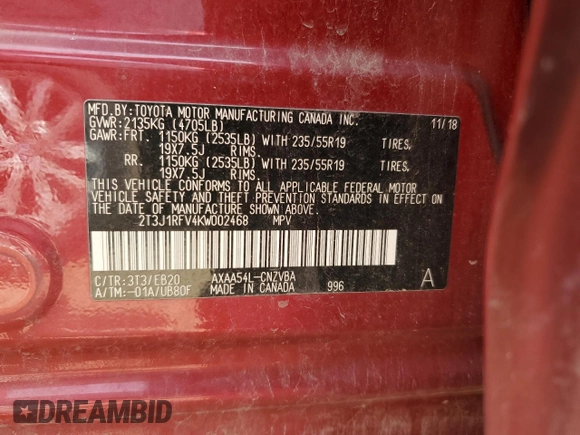 MFD.BY:TOYOTA MOTOR MANUFACTURING CANADA INC.
GVWR:2135KG (4705LB) 11/18
GAWR:FRT. 1150KG (2535LB) WITH 235/55R19 TIRES,
19X7.5J RIMS.
RR. 1150KG (2535LB) WITH 235/55R19 TIRES,
19X7.5J RIMS.
THIS VEHICLE CONFORMS TO ALL APPLICABLE FEDERAL MOTOR
VEHICLE SAFETY AND THEFT PREVENTION STANDARDS IN EFFECT ON
THE DATE OF MANUFACTURE SHOWN ABOVE.
2T3J1RFV4KW002468 MPV
C/TR:3T3/EB20 AXAA54L-CNZVBA A
A/TM:-01A/UB80F MADE IN CANADA 996
DREAMBID